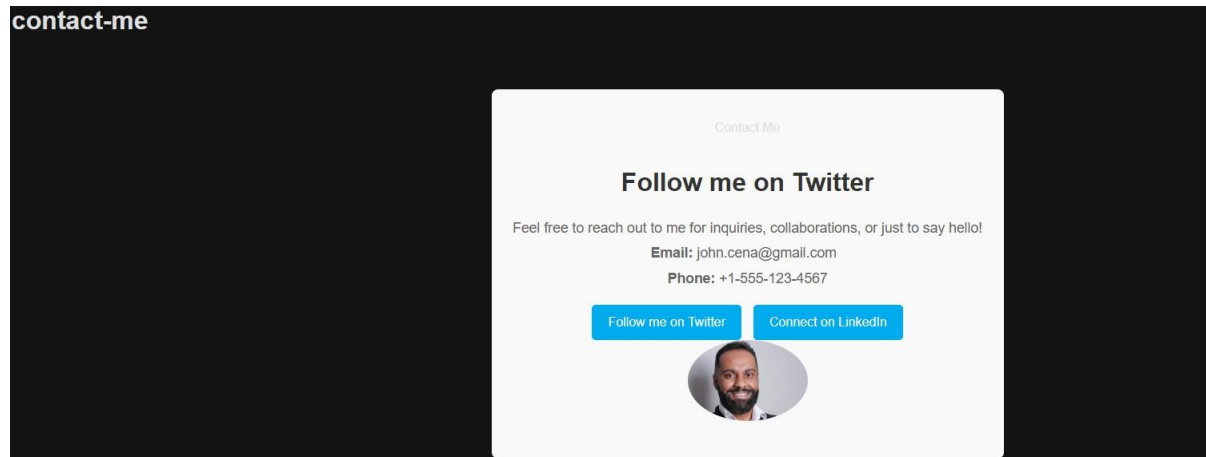 contact-me
Contact Me
Follow me on Twitter
Feel free to reach out to me for inquiries, collaborations, or just to say hello!
Email: john.cena@gmail.com
Phone: +1-555-123-4567
Follow me on Twitter Connect on LinkedIn